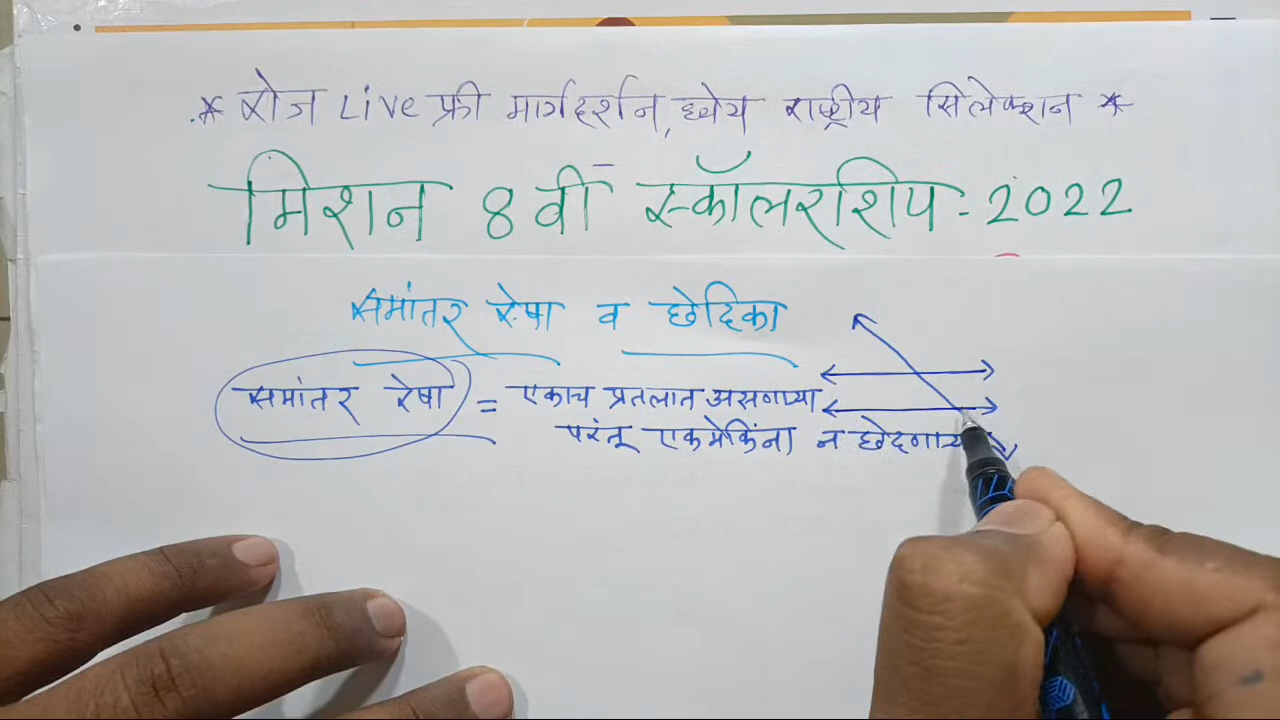 * रोज Live फ्री मार्गदर्शन, ध्येय राष्ट्रीय सिलेक्शन *
मिशन 8 वी स्कॉलरशिप - 2022
समांतर रेषा व छेदिका
समांतर रेषा = एकाच प्रतलात असणाऱ्या
परंतू एकमेकिंना न छेदणाऱ्या